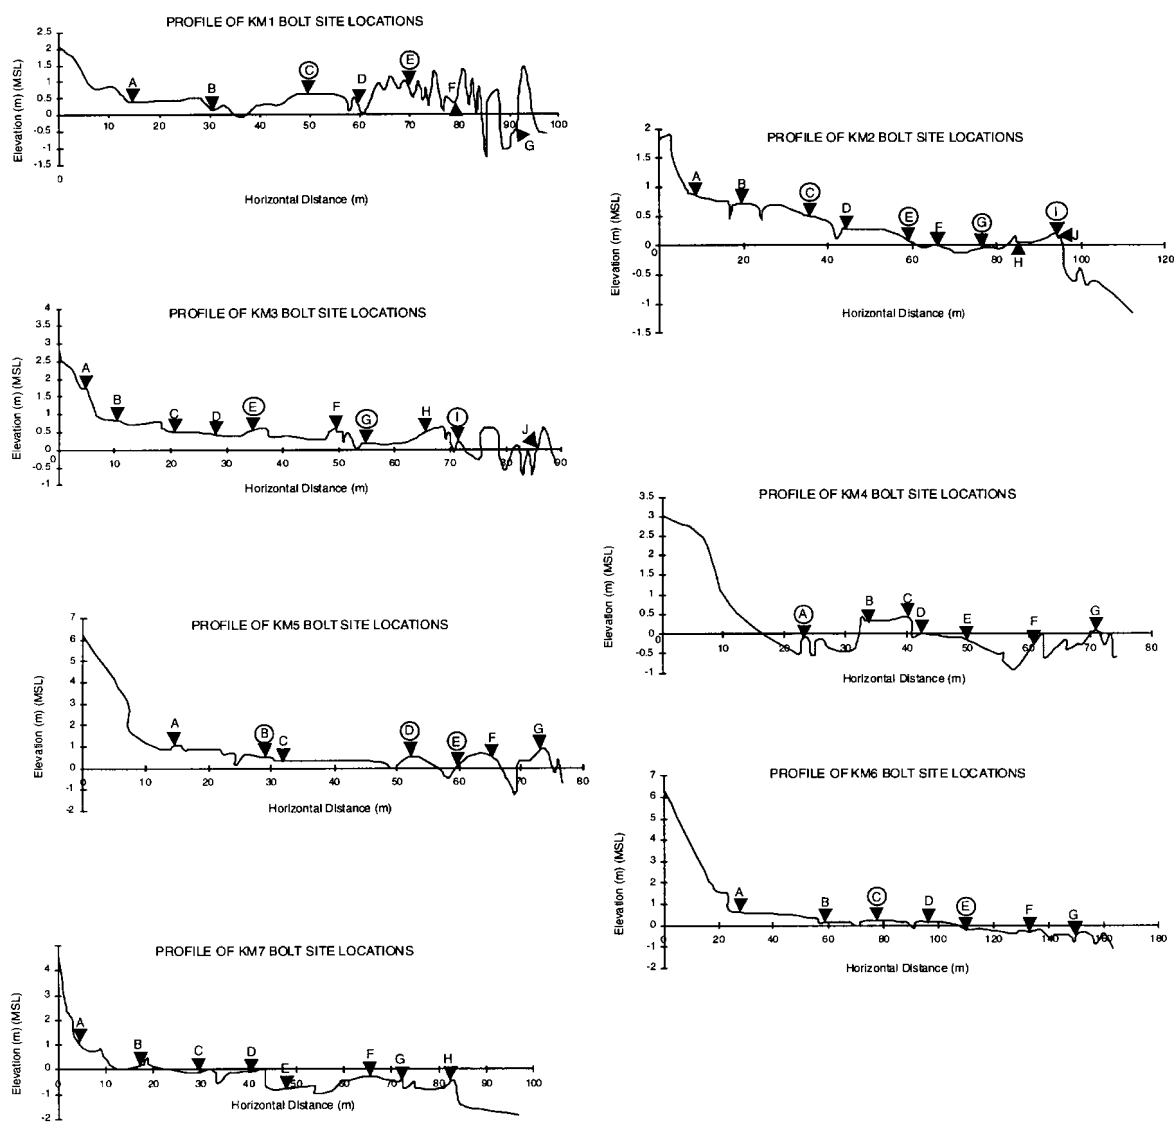 PROFILE OF KM1 BOLT SITE LOCATIONS
Elevation (m) (MSL)
2.5
2
1.5
1
0.5
0
-0.5
-1
-1.5
A
B
C
D
E
F
G
10
20
30
40
50
60
70
80
90
100
0
Horizontal Distance (m)
PROFILE OF KM2 BOLT SITE LOCATIONS
Elevation (m) (MSL)
2
1.5
1
0.5
0
-0.5
-1
-1.5
A
B
C
D
E
F
G
H
I
J
0
20
40
60
80
100
120
Horizontal Distance (m)
PROFILE OF KM3 BOLT SITE LOCATIONS
Elevation (m) (MSL)
4
3.5
3
2.5
2
1.5
1
0.5
0
-0.5
-1
A
B
C
D
E
F
G
H
I
J
0
10
20
30
40
50
60
70
80
90
Horizontal Distance (m)
PROFILE OF KM4 BOLT SITE LOCATIONS
Elevation (m) (MSL)
3.5
3
2.5
2
1.5
1
0.5
0
-0.5
-1
A
B
C
D
E
F
G
0
10
20
30
40
50
60
70
80
Horizontal Distance (m)
PROFILE OF KM5 BOLT SITE LOCATIONS
Elevation (m) (MSL)
7
6
5
4
3
2
1
0
-1
-2
A
B
C
D
E
F
G
0
10
20
30
40
50
60
70
80
Horizontal Distance (m)
PROFILE OF KM6 BOLT SITE LOCATIONS
Elevation (m) (MSL)
7
6
5
4
3
2
1
0
-1
-2
A
B
C
D
E
F
G
0
20
40
60
80
100
120
140
160
180
Horizontal Distance (m)
PROFILE OF KM7 BOLT SITE LOCATIONS
Elevation (m) (MSL)
4
3
2
1
0
-1
-2
A
B
C
D
E
F
G
H
0
10
20
30
40
50
60
70
80
90
100
Horizontal Distance (m)